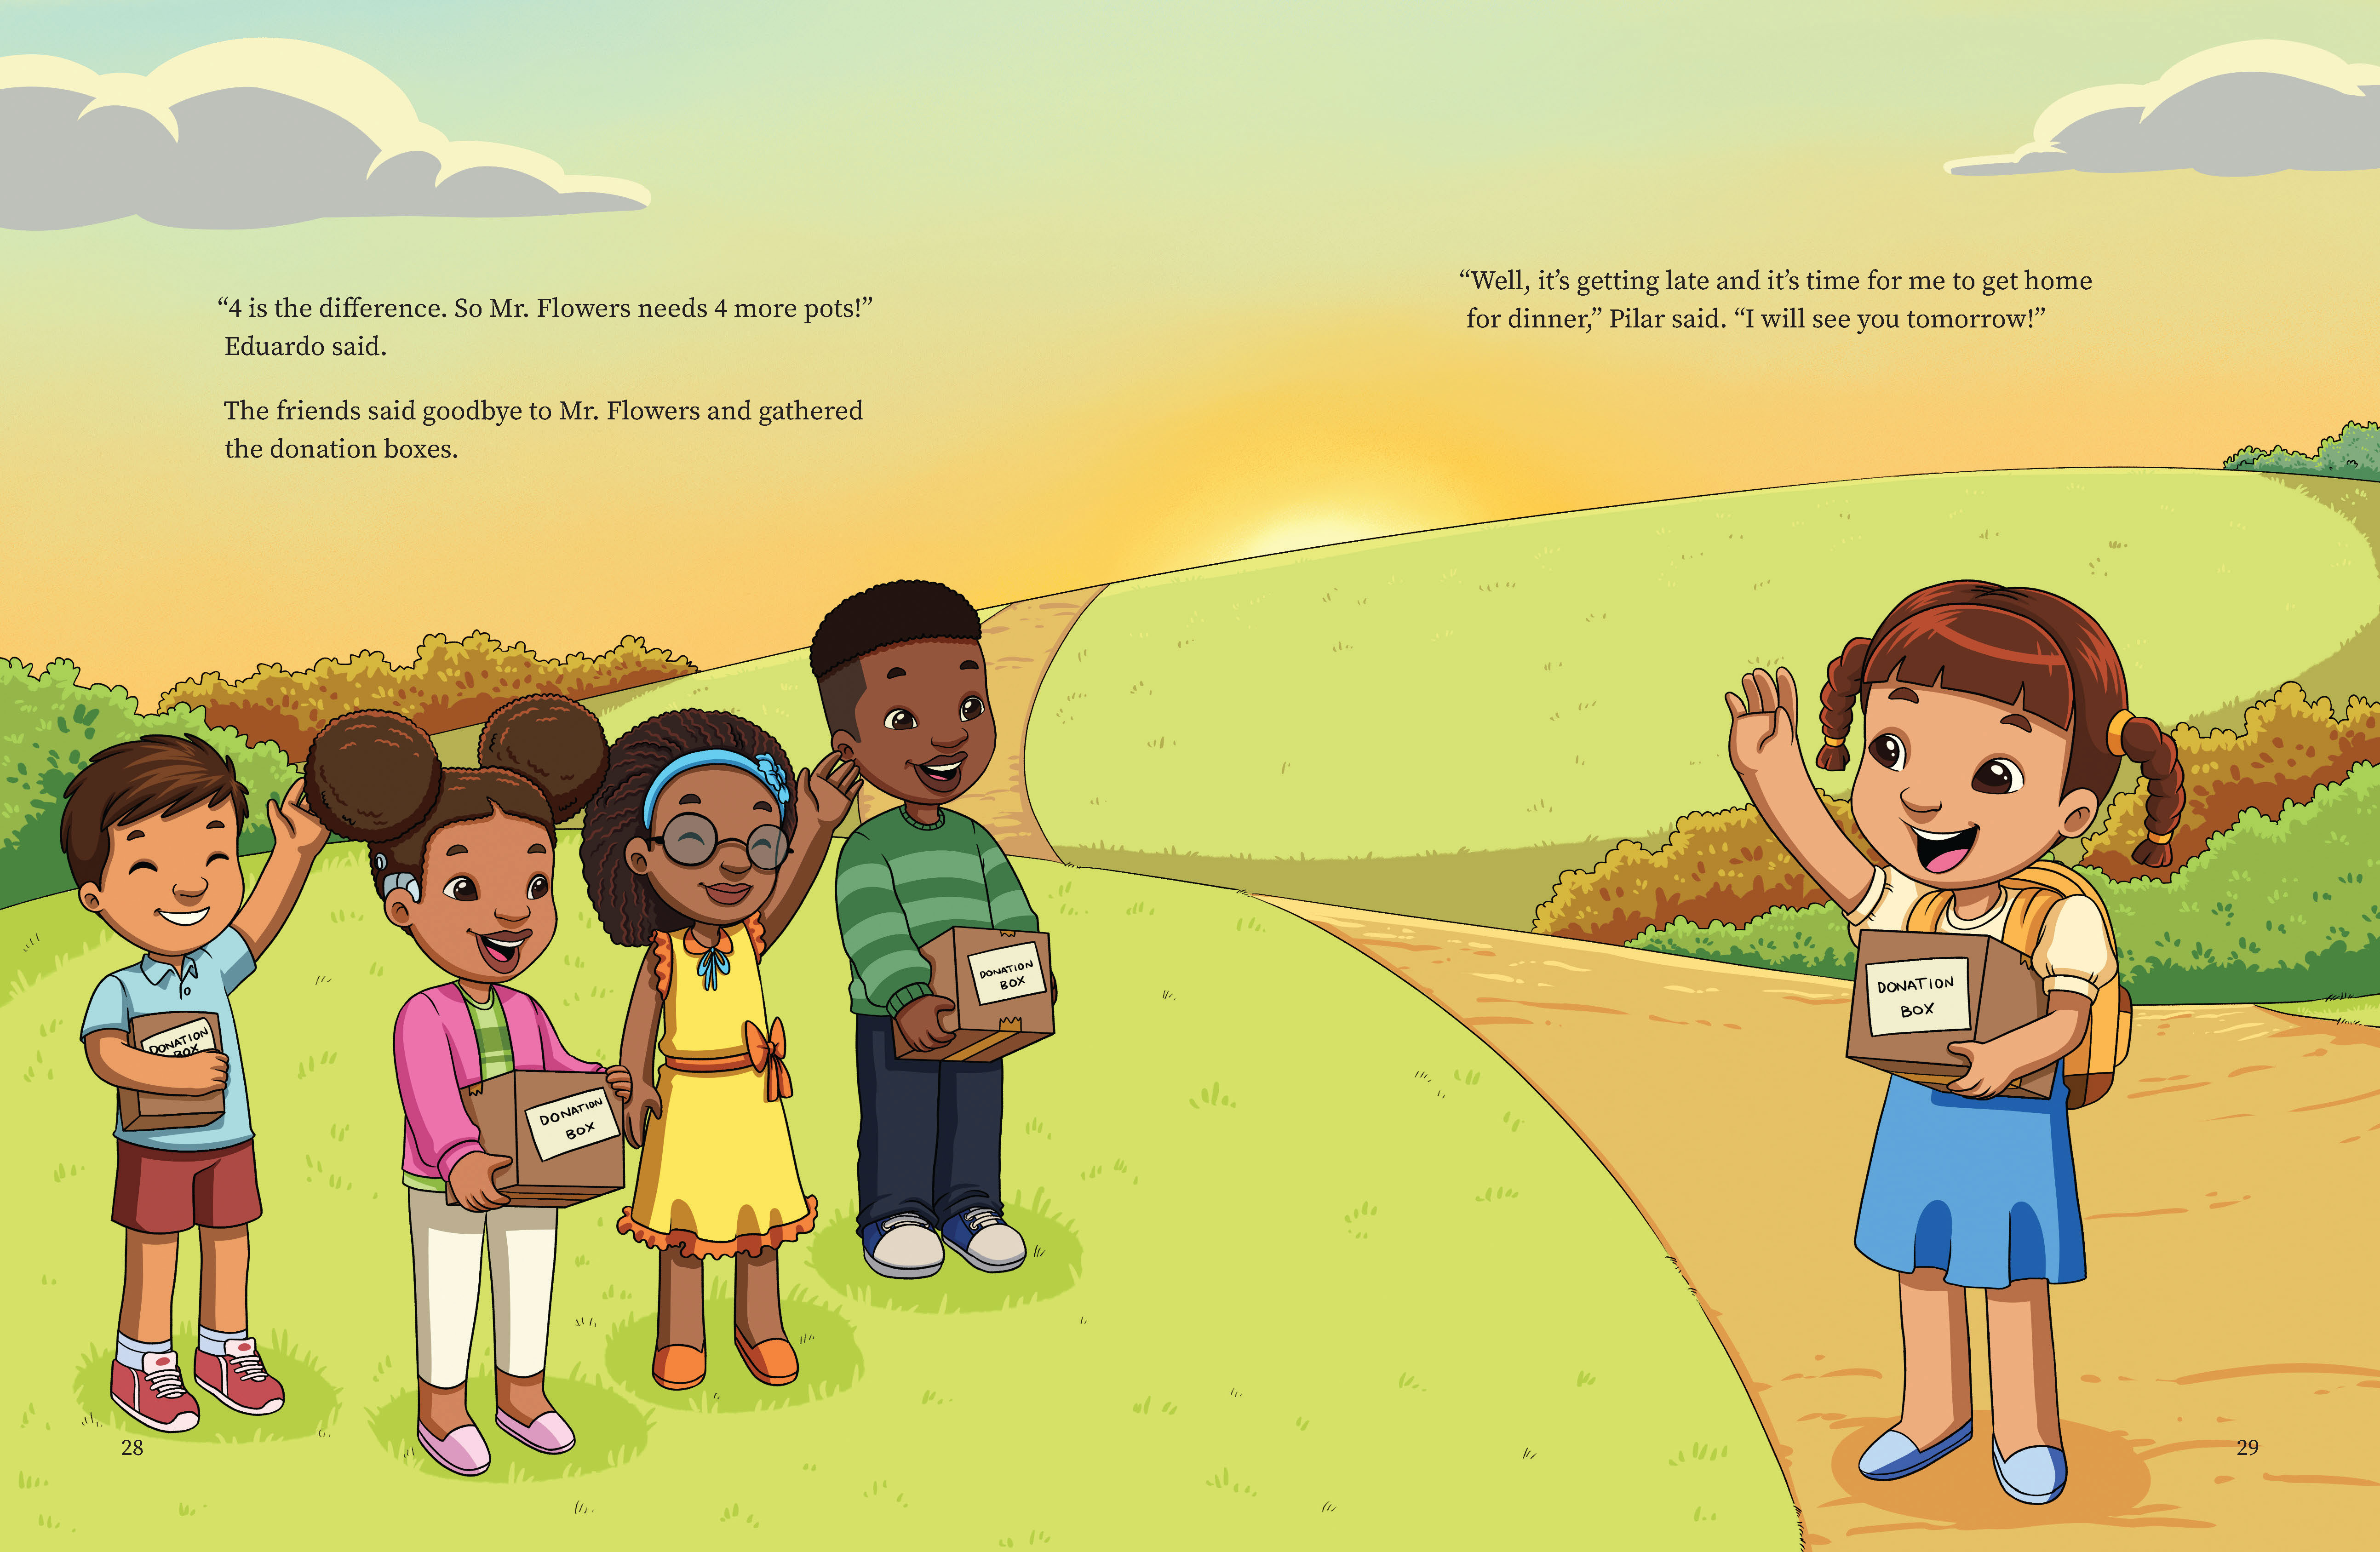 “4 is the difference. So Mr. Flowers needs 4 more pots!”
Eduardo said.
The friends said goodbye to Mr. Flowers and gathered
the donation boxes.
“Well, it’s getting late and it’s time for me to get home
for dinner,” Pilar said. “I will see you tomorrow!”
DONATION
BOX
DONATION
BOX
DONATION
BOX
DONATION
BOX
28
29